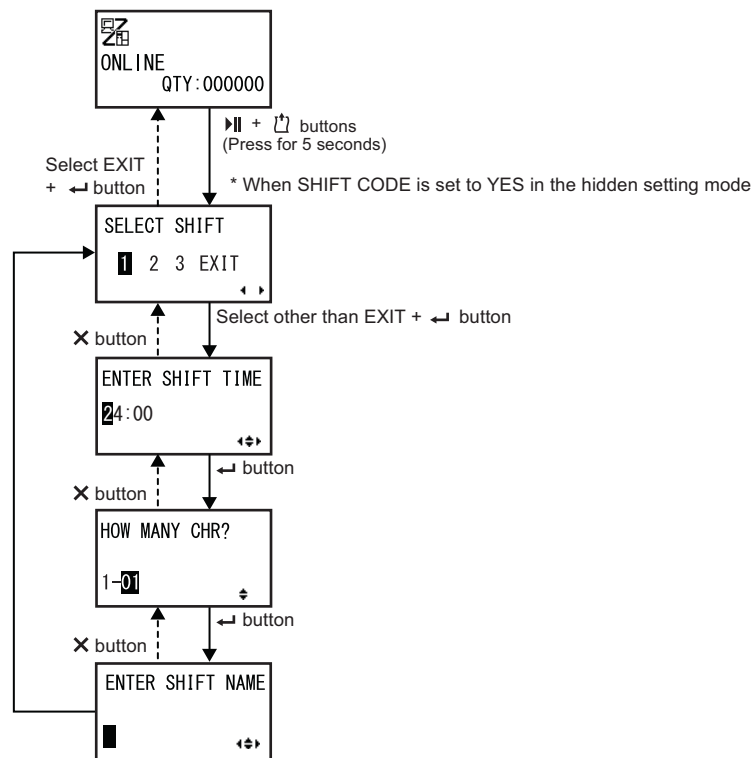 ONLINE
QTY:000000
+ buttons
(Press for 5 seconds)
Select EXIT
+ button
* When SHIFT CODE is set to YES in the hidden setting mode
SELECT SHIFT
1 2 3 EXIT
Select other than EXIT + button
button
ENTER SHIFT TIME
24:00
button
button
HOW MANY CHR?
1-01
button
button
ENTER SHIFT NAME